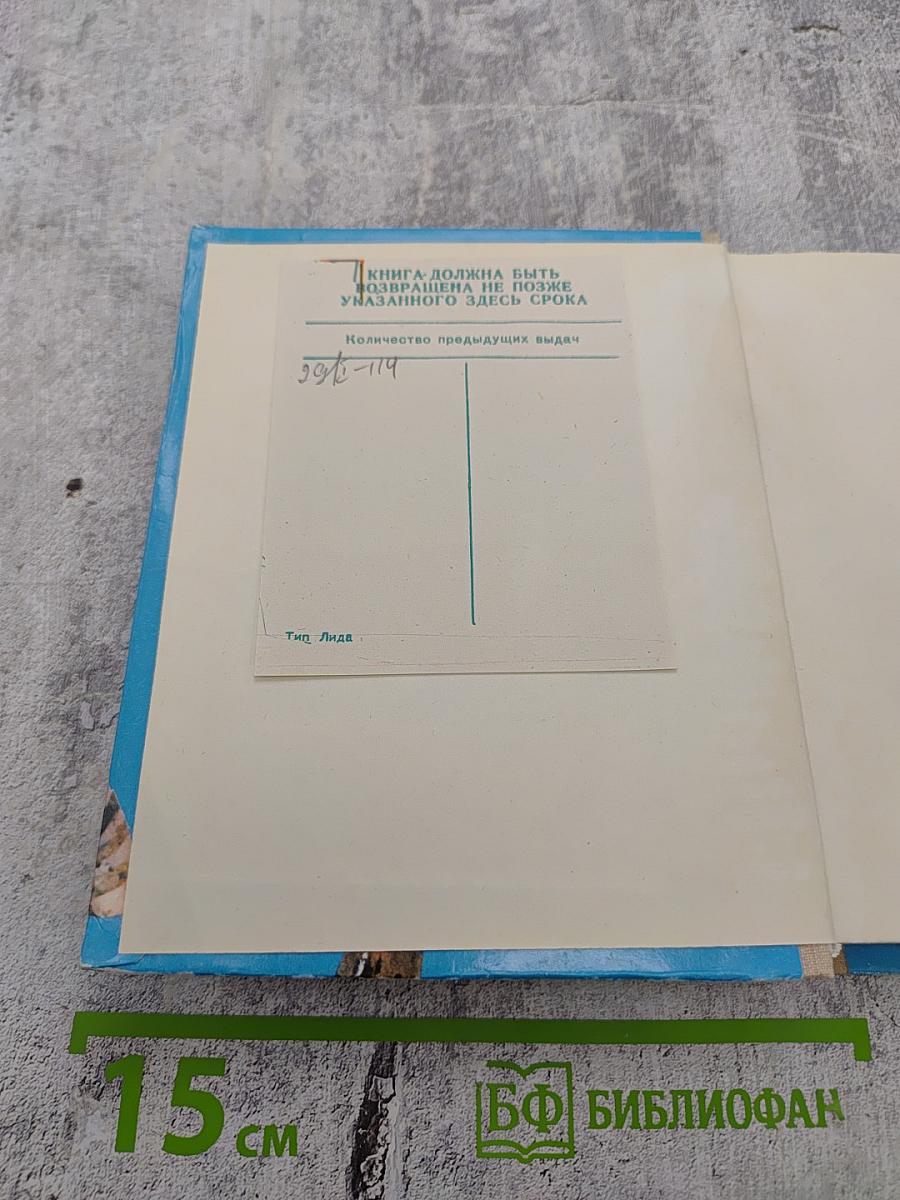 КНИГА ДОЛЖНА БЫТЬ
ВОЗВРАЩЕНА НЕ ПОЗЖЕ
УКАЗАННОГО ЗДЕСЬ СРОКА
Количество предыдущих выдач
Тип Лида
15 см
БФ БИБЛИОФАН